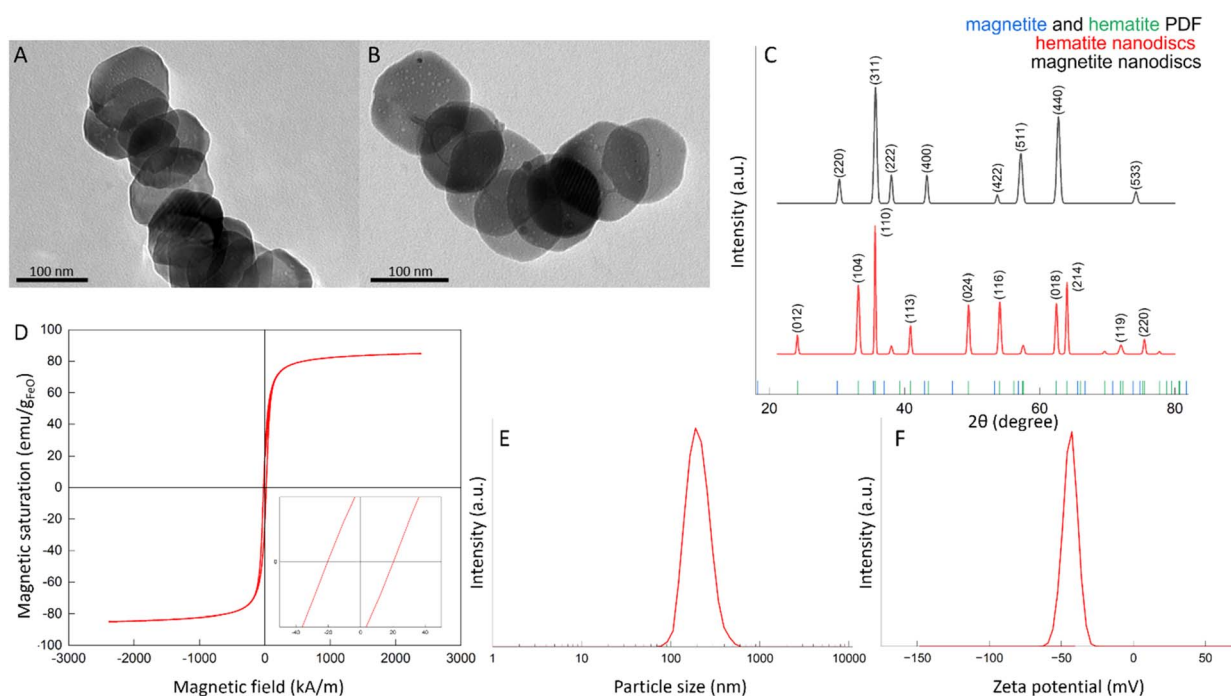 A
100 nm
B
100 nm
magnetite and hematite PDF
hematite nanodiscs
magnetite nanodiscs
C
Intensity (a.u.)
(220)
(311)
(222)
(400)
(422)
(511)
(440)
(533)
(012)
(104)
(110)
(113)
(024)
(116)
(018)
(214)
(119)
(220)
20 40 60 80
2θ (degree)
D
Magnetic saturation (emu/gFeO)
100
80
60
40
20
0
-20
-40
-60
-80
-100
-40 -20 0 20 40
-3000 -2000 -1000 0 1000 2000 3000
Magnetic field (kA/m)
E
Intensity (a.u.)
1 10 100 1000 10000
Particle size (nm)
F
Intensity (a.u.)
−150 −100 −50 0 50
Zeta potential (mV)